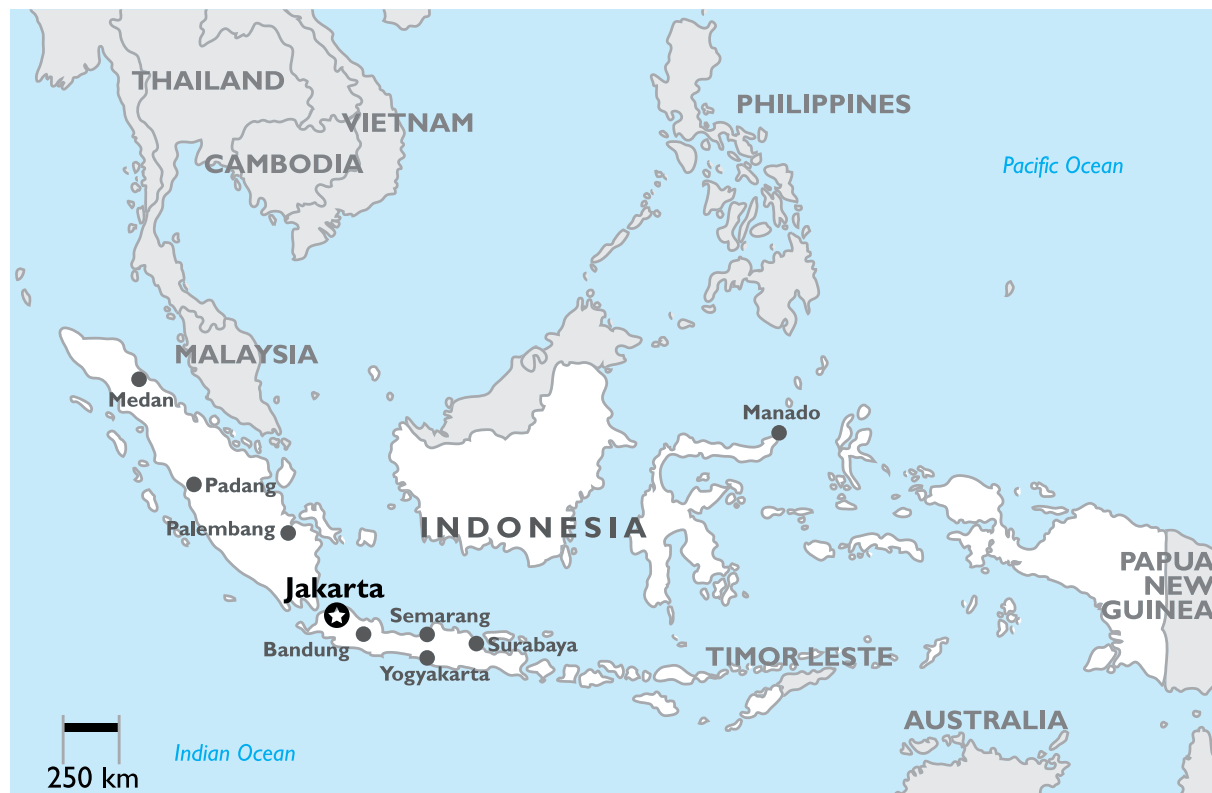 THAILAND
PHILIPPINES
VIETNAM
CAMBODIA
Pacific Ocean
MALAYSIA
Medan
Manado
Padang
Palembang
INDONESIA
PAPUA
NEW
GUINEA
Jakarta
Semarang
Bandung
Surabaya
Yogyakarta
TIMOR LESTE
AUSTRALIA
Indian Ocean
250 km